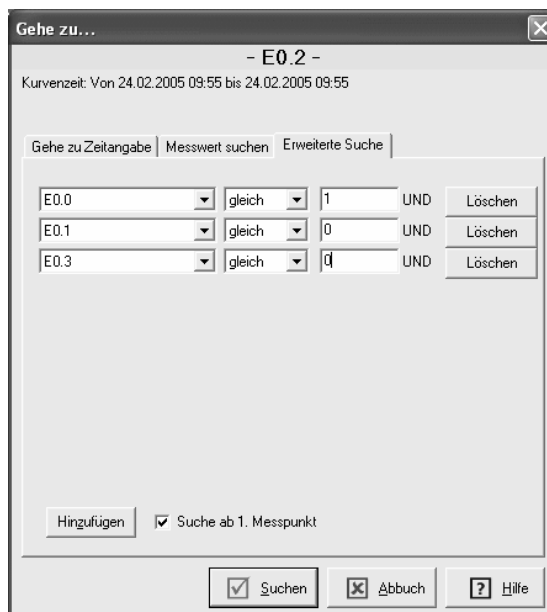 Gehe zu...
- E0.2 -
Kurvenzeit: Von 24.02.2005 09:55 bis 24.02.2005 09:55
Gehe zu Zeitangabe Messwert suchen Erweiterte Suche
E0.0 gleich 1 UND Löschen
E0.1 gleich 0 UND Löschen
E0.3 gleich 0 UND Löschen
Hinzufügen Suche ab 1. Messpunkt
Suchen Abbuch Hilfe